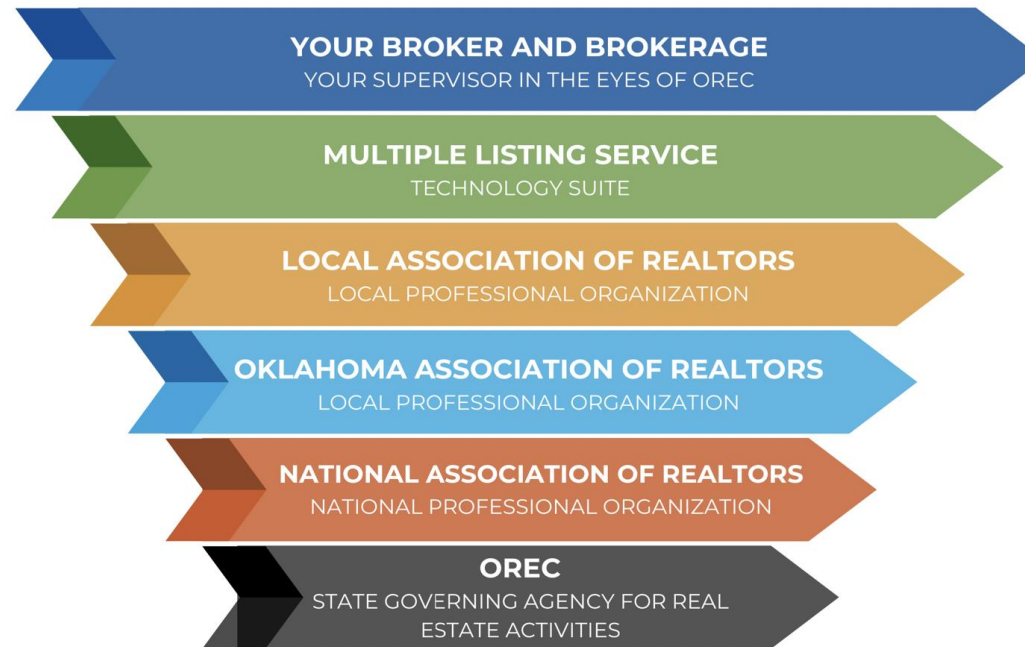 YOUR BROKER AND BROKERAGE
YOUR SUPERVISOR IN THE EYES OF OREC
MULTIPLE LISTING SERVICE
TECHNOLOGY SUITE
LOCAL ASSOCIATION OF REALTORS
LOCAL PROFESSIONAL ORGANIZATION
OKLAHOMA ASSOCIATION OF REALTORS
LOCAL PROFESSIONAL ORGANIZATION
NATIONAL ASSOCIATION OF REALTORS
NATIONAL PROFESSIONAL ORGANIZATION
OREC
STATE GOVERNING AGENCY FOR REAL
ESTATE ACTIVITIES